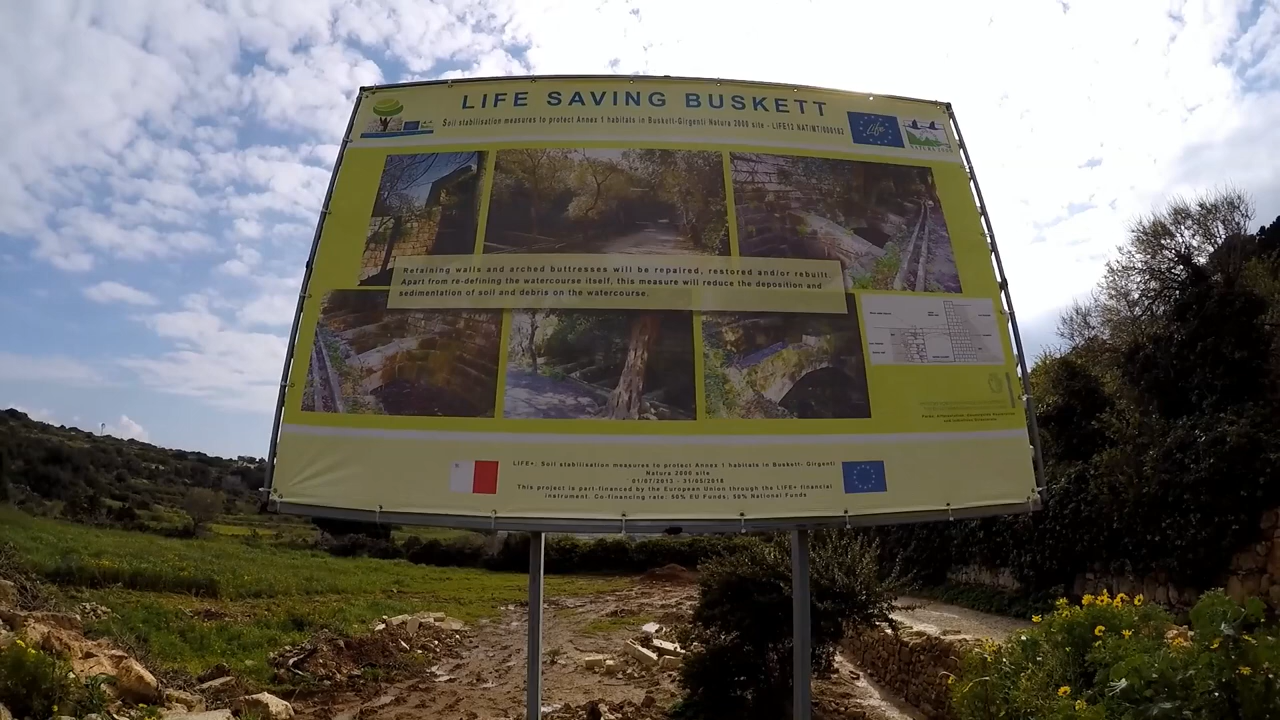 LIFE SAVING BUSKETT
Soil stabilisation measures to protect Annex 1 habitats in Buskett-Girgenti Natura 2000 site - LIFE12 NAT/MT/000182
Life
NATURA 2000
Retaining walls and arched buttresses will be repaired, restored and/or rebuilt.
Apart from re-defining the watercourse itself, this measure will reduce the deposition and
sedimentation of soil and debris on the watercourse.
LIFE+: Soil stabilisation measures to protect Annex 1 habitats in Buskett- Girgenti
Natura 2000 site
01/07/2013 - 31/05/2018
This project is part-financed by the European Union through the LIFE+ financial
instrument. Co-financing rate: 50% EU Funds; 50% National Funds